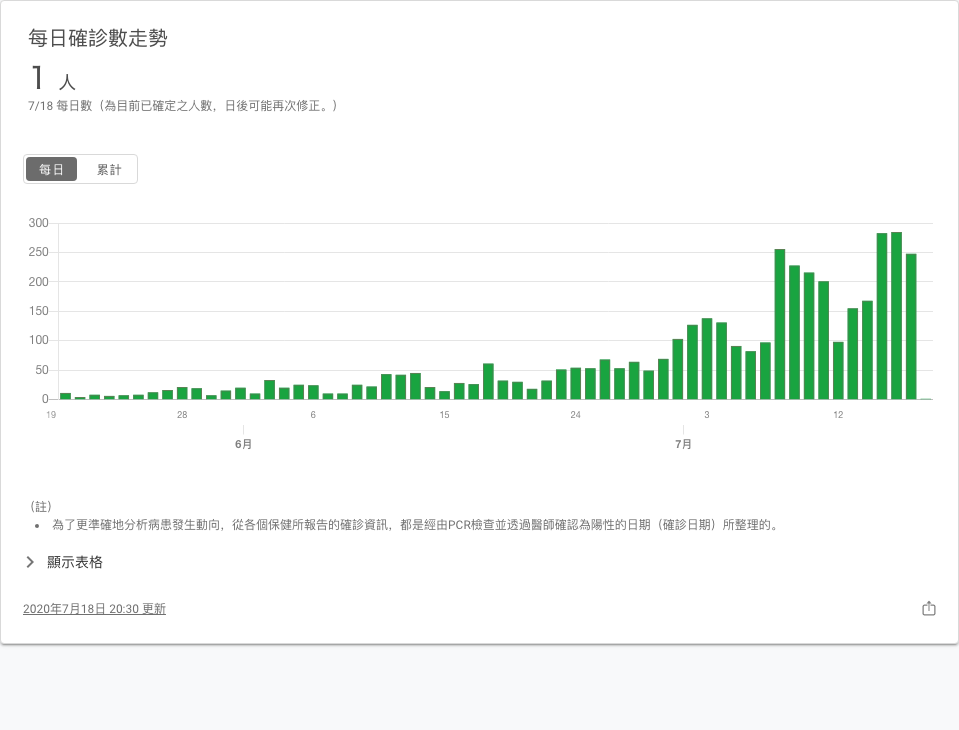 每日確診數走勢
1 人
7/18 每日數（為目前已確定之人數，日後可能再次修正。）
每日 累計
300
250
200
150
100
50
0
19 28 6 15 24 3 12
6月 7月
（註）
• 為了更準確地分析病患發生動向，從各個保健所報告的確診資訊，都是經由PCR檢查並透過醫師確認為陽性的日期（確診日期）所整理的。
顯示表格
2020年7月18日 20:30 更新